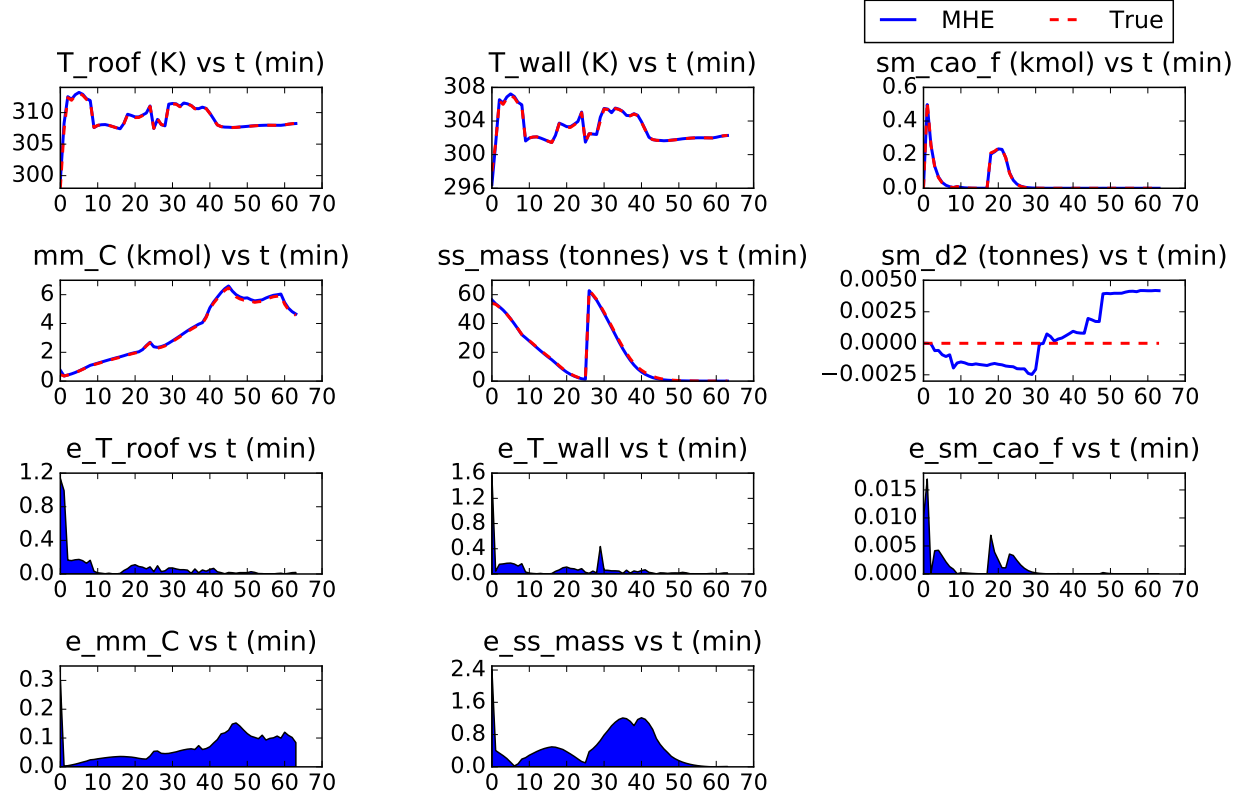 MHE True
T_roof (K) vs t (min)
310
305
300
0 10 20 30 40 50 60 70
T_wall (K) vs t (min)
308
304
300
296
0 10 20 30 40 50 60 70
sm_cao_f (kmol) vs t (min)
0.6
0.4
0.2
0.0
0 10 20 30 40 50 60 70
mm_C (kmol) vs t (min)
6
4
2
0
0 10 20 30 40 50 60 70
ss_mass (tonnes) vs t (min)
60
40
20
0
0 10 20 30 40 50 60 70
sm_d2 (tonnes) vs t (min)
0.0050
0.0025
0.0000
−0.0025
0 10 20 30 40 50 60 70
e_T_roof vs t (min)
1.2
0.8
0.4
0.0
0 10 20 30 40 50 60 70
e_T_wall vs t (min)
1.6
1.2
0.8
0.4
0.0
0 10 20 30 40 50 60 70
e_sm_cao_f vs t (min)
0.015
0.010
0.005
0.000
0 10 20 30 40 50 60 70
e_mm_C vs t (min)
0.3
0.2
0.1
0.0
0 10 20 30 40 50 60 70
e_ss_mass vs t (min)
2.4
1.6
0.8
0.0
0 10 20 30 40 50 60 70